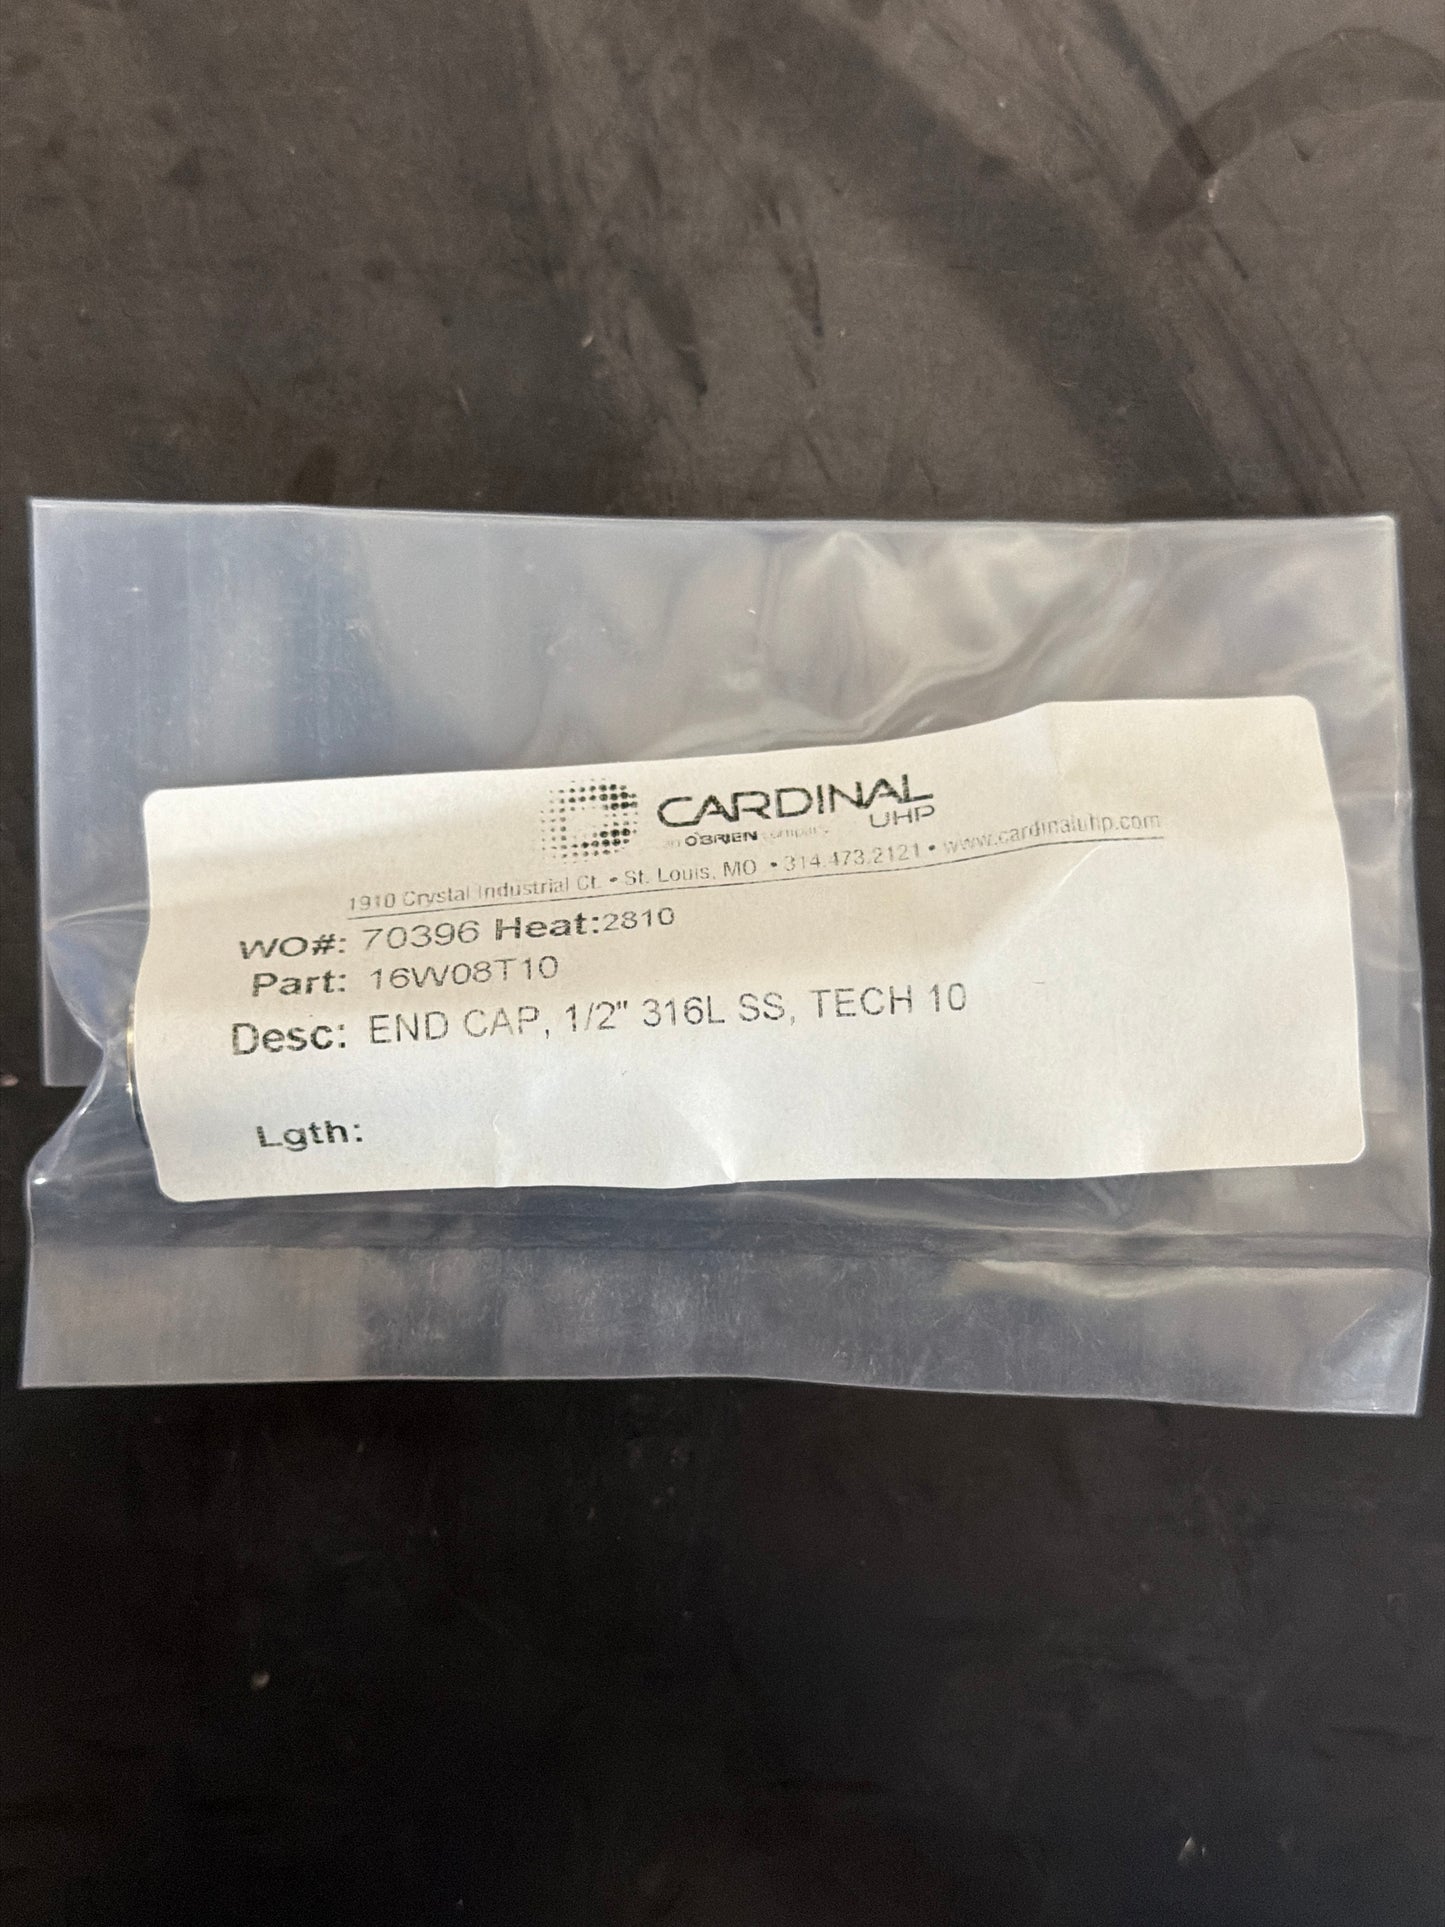 CARDINAL
UHP
an O'BRIEN company
1910 Crystal Industrial Ct. • St. Louis, MO • 314.473.2121 • www.cardinaluhp.com
WO#: 70396 Heat:2810
Part: 16W08T10
Desc: END CAP, 1/2" 316L SS, TECH 10
Lgth: